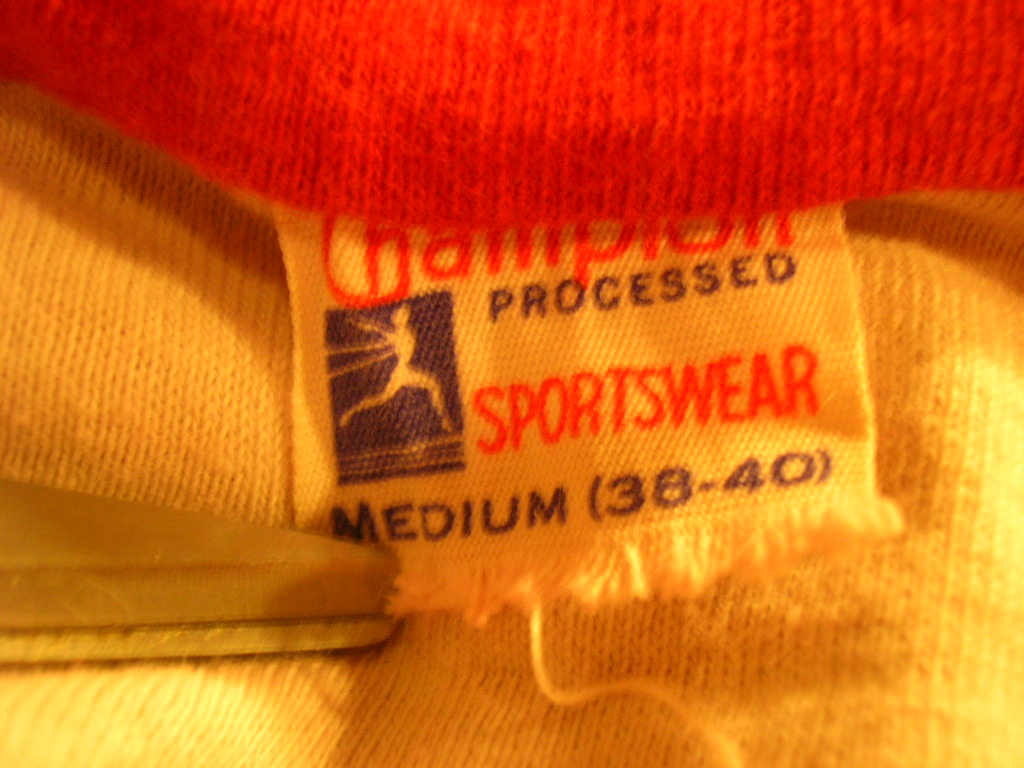 Champion
PROCESSED
SPORTSWEAR
MEDIUM (38-40)